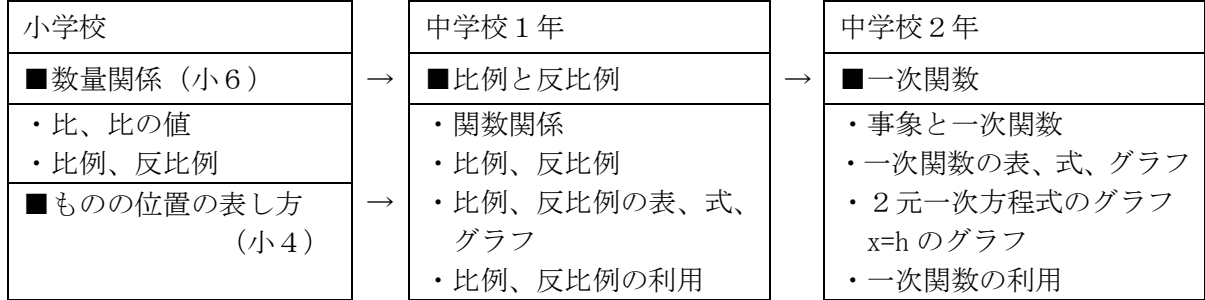 小学校
■数量関係（小６）
・比、比の値
・比例、反比例
■ものの位置の表し方
（小４）
→
→
中学校１年
■比例と反比例
・関数関係
・比例、反比例
・比例、反比例の表、式、
グラフ
・比例、反比例の利用
→
中学校２年
■一次関数
・事象と一次関数
・一次関数の表、式、グラフ
・２元一次方程式のグラフ
x=h のグラフ
・一次関数の利用